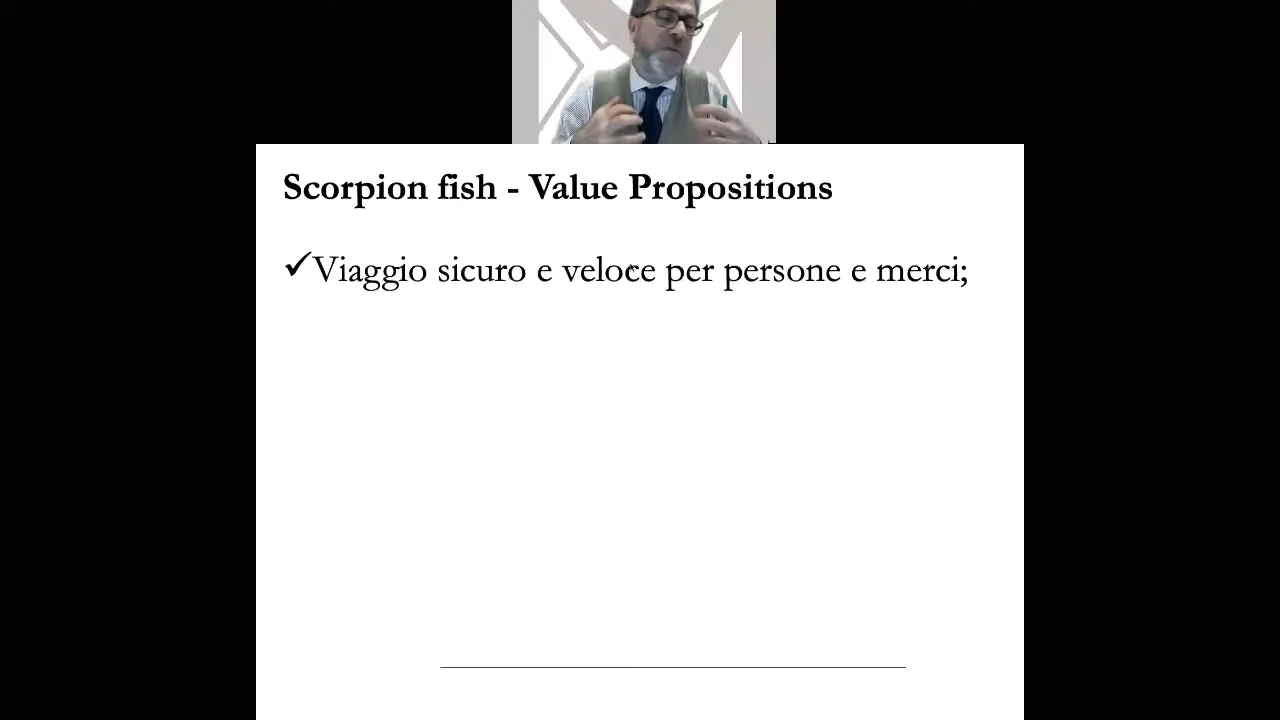 Scorpion fish - Value Propositions
✓Viaggio sicuro e veloce per persone e merci;